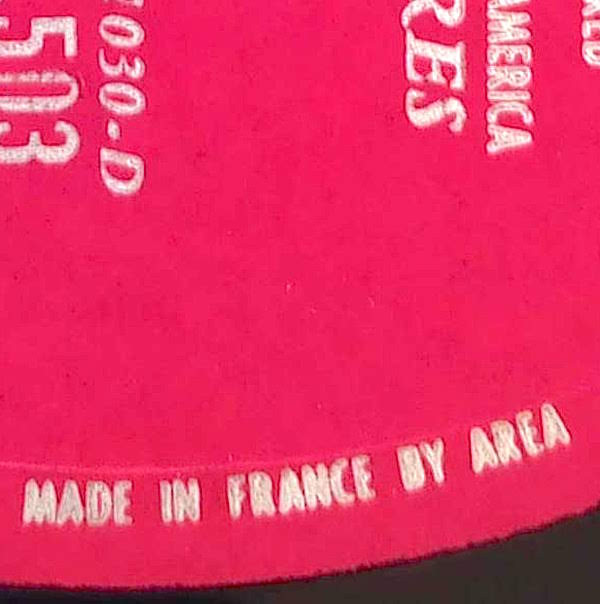 AMERICA
RES
030-D
503
MADE IN FRANCE BY AREA